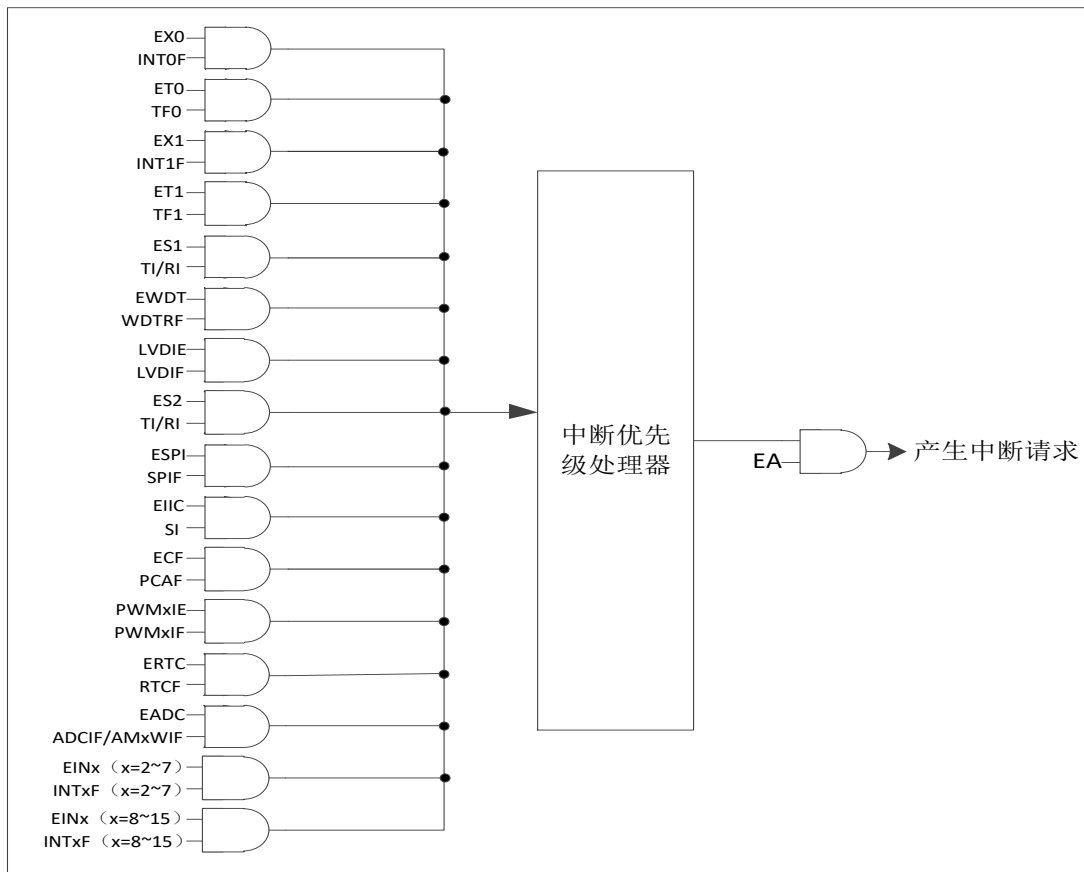 EX0
INT0F
ET0
TF0
EX1
INT1F
ET1
TF1
ES1
TI/RI
EWDT
WDTRF
LVDIE
LVDIF
ES2
TI/RI
ESPI
SPIF
EIIC
SI
ECF
PCAF
PWMxIE
PWMxIF
ERTC
RTCF
EADC
ADCIF/AMxWIF
EINx（x=2~7）
INTxF（x=2~7）
EINx（x=8~15）
INTxF（x=8~15）
中断优先
级处理器
EA
产生中断请求